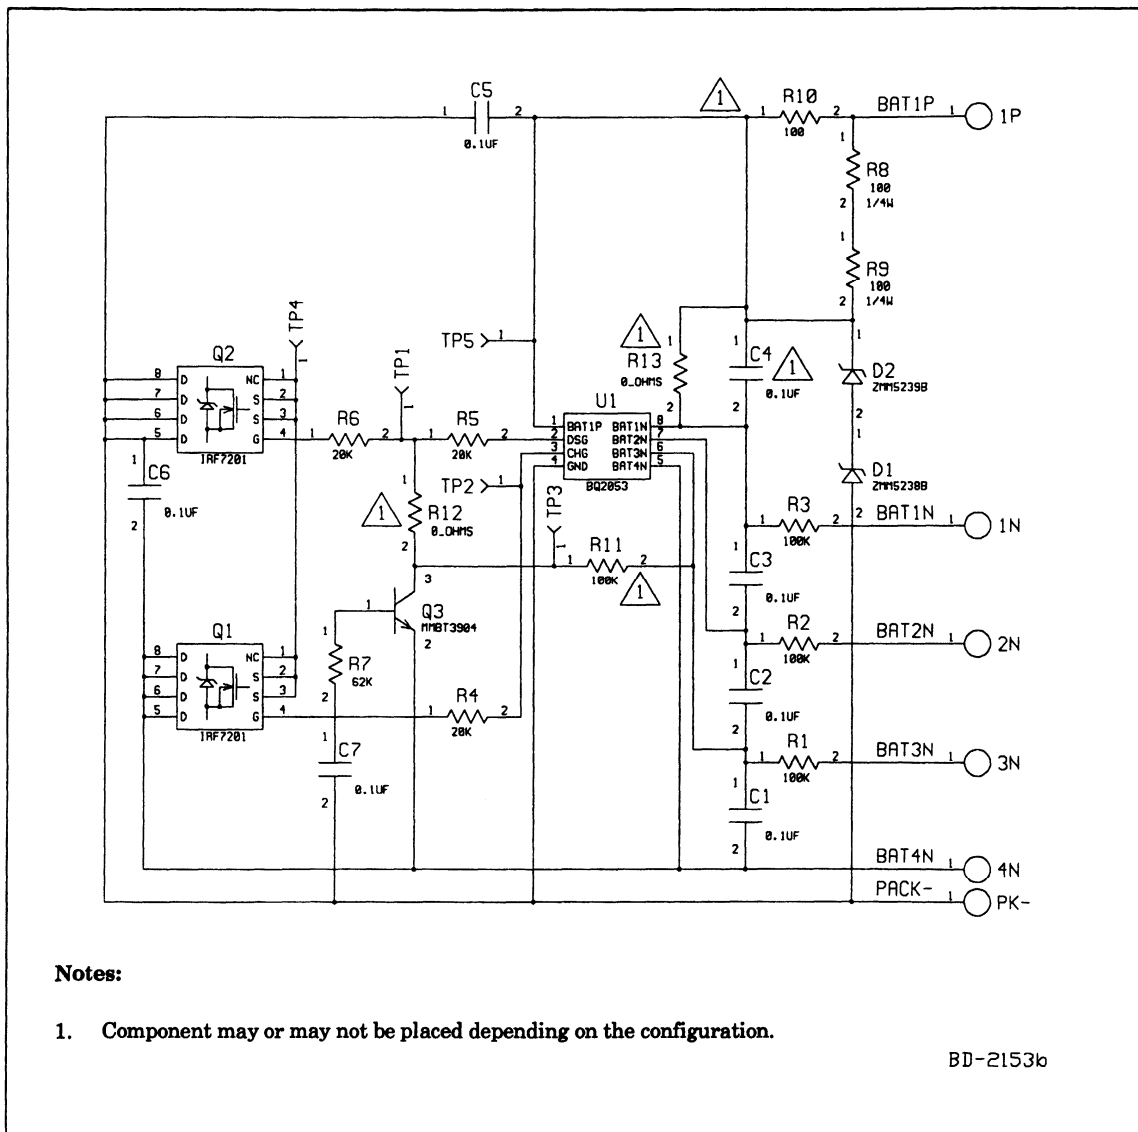 C5
1 2
0.1UF
1
1 R10 2
100
BAT1P 1 1P
1
R8
100
2 1/4W
1
R9
100
2 1/4W
TP4
1
TP1
1
TP5 1
1
1
R13
0_OHMS
2
1
C4
1
0.1UF
2
1
D2
ZMM5239B
2
1
D1
ZMM5238B
2
Q2
8 D NC 1
7 D S 2
6 D S 3
5 D G 4
IRF7201
1 R6 2
20K
1 R5 2
20K
U1
1 BAT1P BAT1N 8
2 DSG BAT2N 7
3 CHG BAT3N 6
4 GND BAT4N 5
BQ2053
1
C6
0.1UF
2
TP2 1
TP3
1
1
1
R12
0_OHMS
2
1 R3 2
100K
BAT1N 1 1N
1 R11 2
100K
1
1
C3
0.1UF
2
3
1
Q3
MMBT3904
2
1
R7
62K
2
1 R2 2
100K
BAT2N 1 2N
Q1
8 D NC 1
7 D S 2
6 D S 3
5 D G 4
IRF7201
1 R4 2
20K
1
C2
0.1UF
2
1
C7
0.1UF
2
1 R1 2
100K
BAT3N 1 3N
1
C1
0.1UF
2
BAT4N 1 4N
PACK- 1 PK-
Notes:
1. Component may or may not be placed depending on the configuration.
BD-2153b